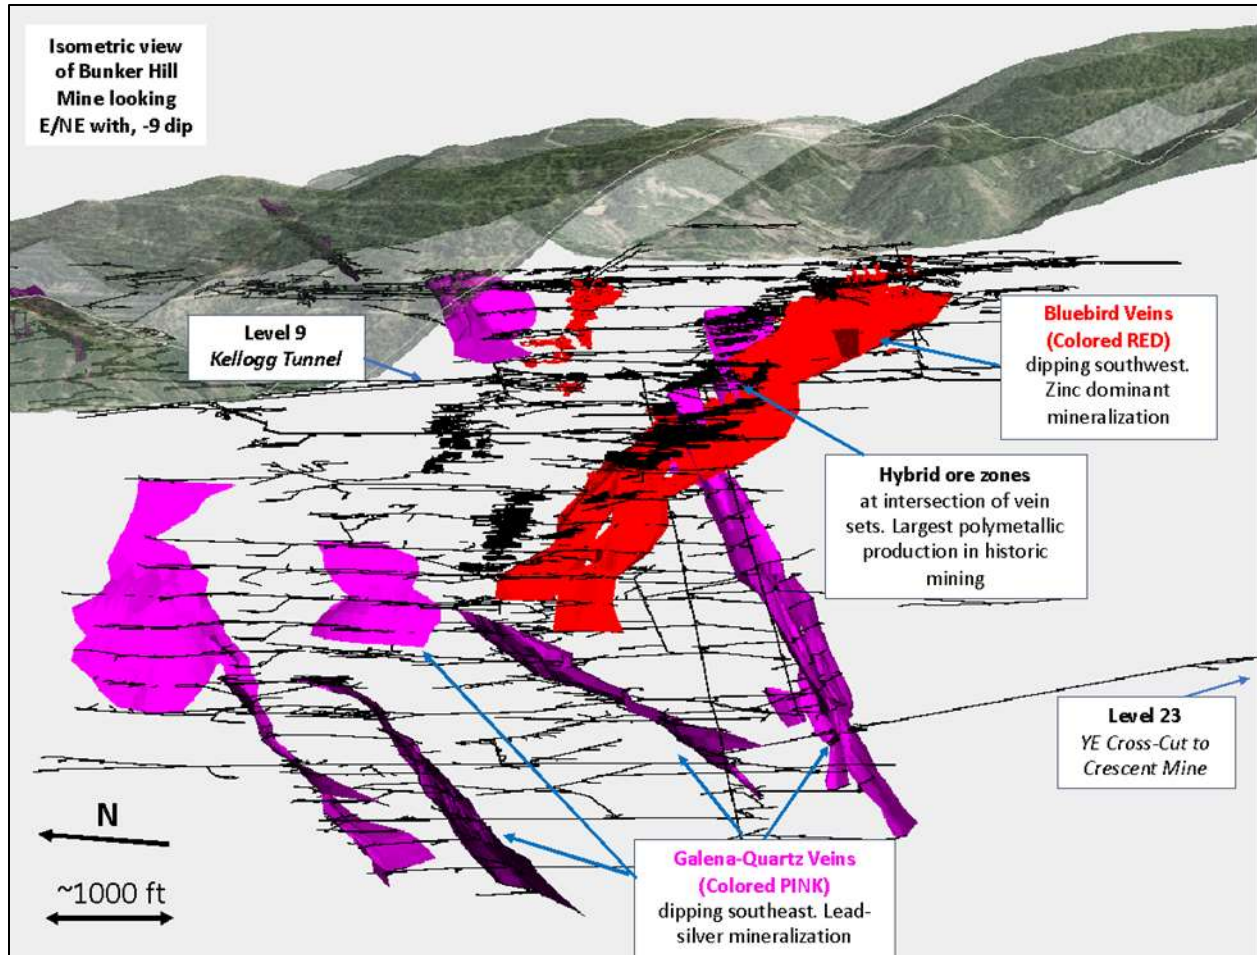 Isometric view
of Bunker Hill
Mine looking
E/NE with, -9 dip
Level 9
Kellogg Tunnel
Bluebird Veins
(Colored RED)
dipping southwest.
Zinc dominant
mineralization
Hybrid ore zones
at intersection of vein
sets. Largest polymetallic
production in historic
mining
Level 23
YE Cross-Cut to
Crescent Mine
N
~1000 ft
Galena-Quartz Veins
(Colored PINK)
dipping southeast. Lead-
silver mineralization